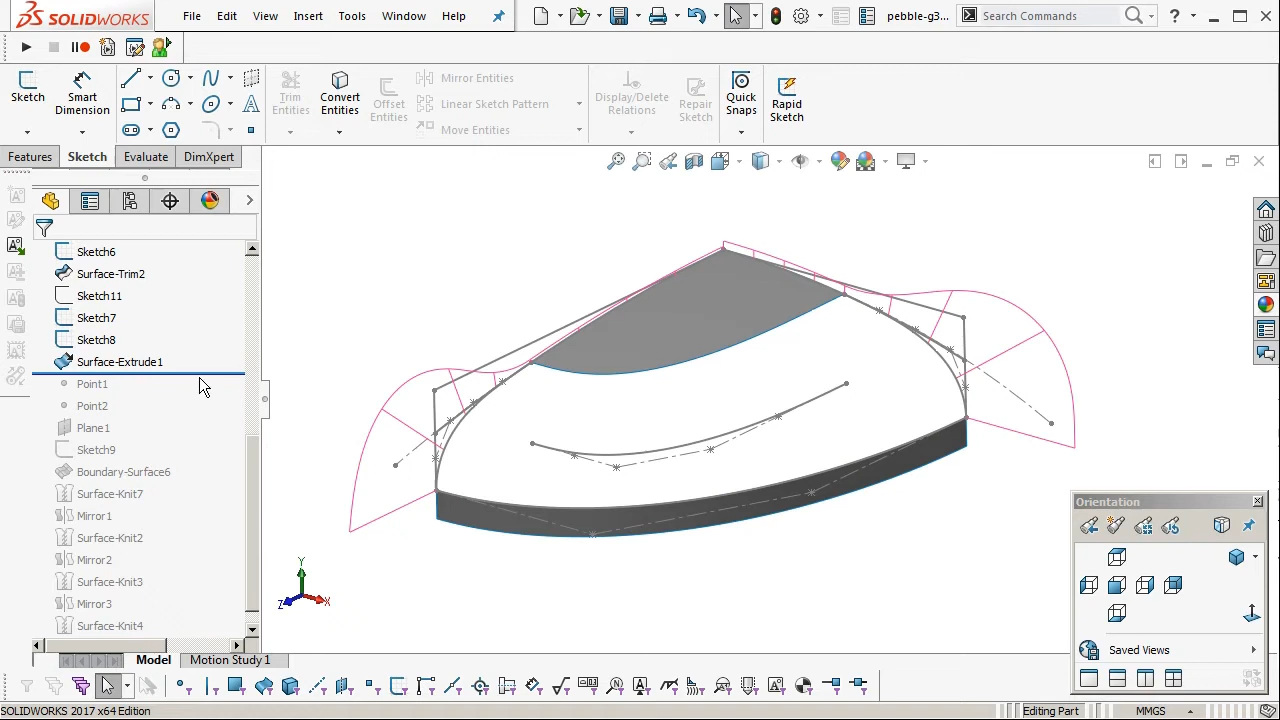 SOLIDWORKS File Edit View Insert Tools Window Help pebble-g3... Search Commands ?
Sketch Smart Dimension Trim Entities Convert Entities Offset Entities Mirror Entities Linear Sketch Pattern Move Entities Display/Delete Relations Repair Sketch Quick Snaps Rapid Sketch
Features Sketch Evaluate DimXpert
Sketch6
Surface-Trim2
Sketch11
Sketch7
Sketch8
Surface-Extrude1
Point1
Point2
Plane1
Sketch9
Boundary-Surface6
Surface-Knit7
Mirror1
Surface-Knit2
Mirror2
Surface-Knit3
Mirror3
Surface-Knit4
Y
Z
X
Orientation
Saved Views
Model Motion Study 1
SOLIDWORKS 2017 x64 Edition Editing Part MMGS